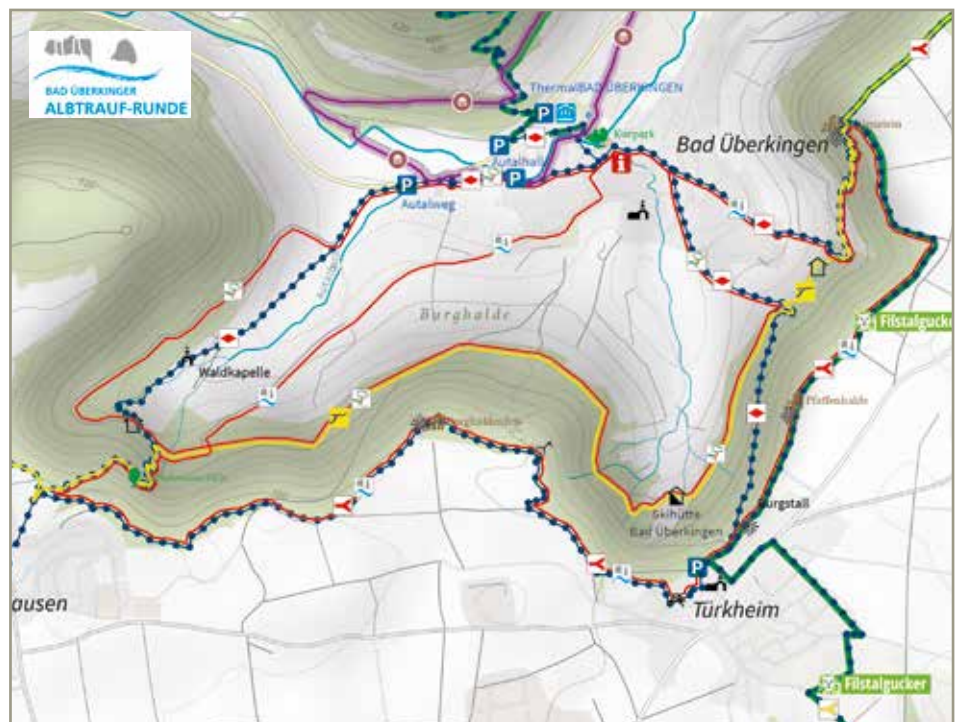 BAD ÜBERKINGER
ALBTRAUF-RUNDE
ThermalBAD ÜBERKINGEN
Kurpark
Bad Überkingen
Autalhalle
Autalweg
Burghalde
Filstalgucker
Waldkapelle
Pfaffenhalde
Burgstall
Skihütte
Bad Überkingen
ausen
Türkheim
Filstalgucker